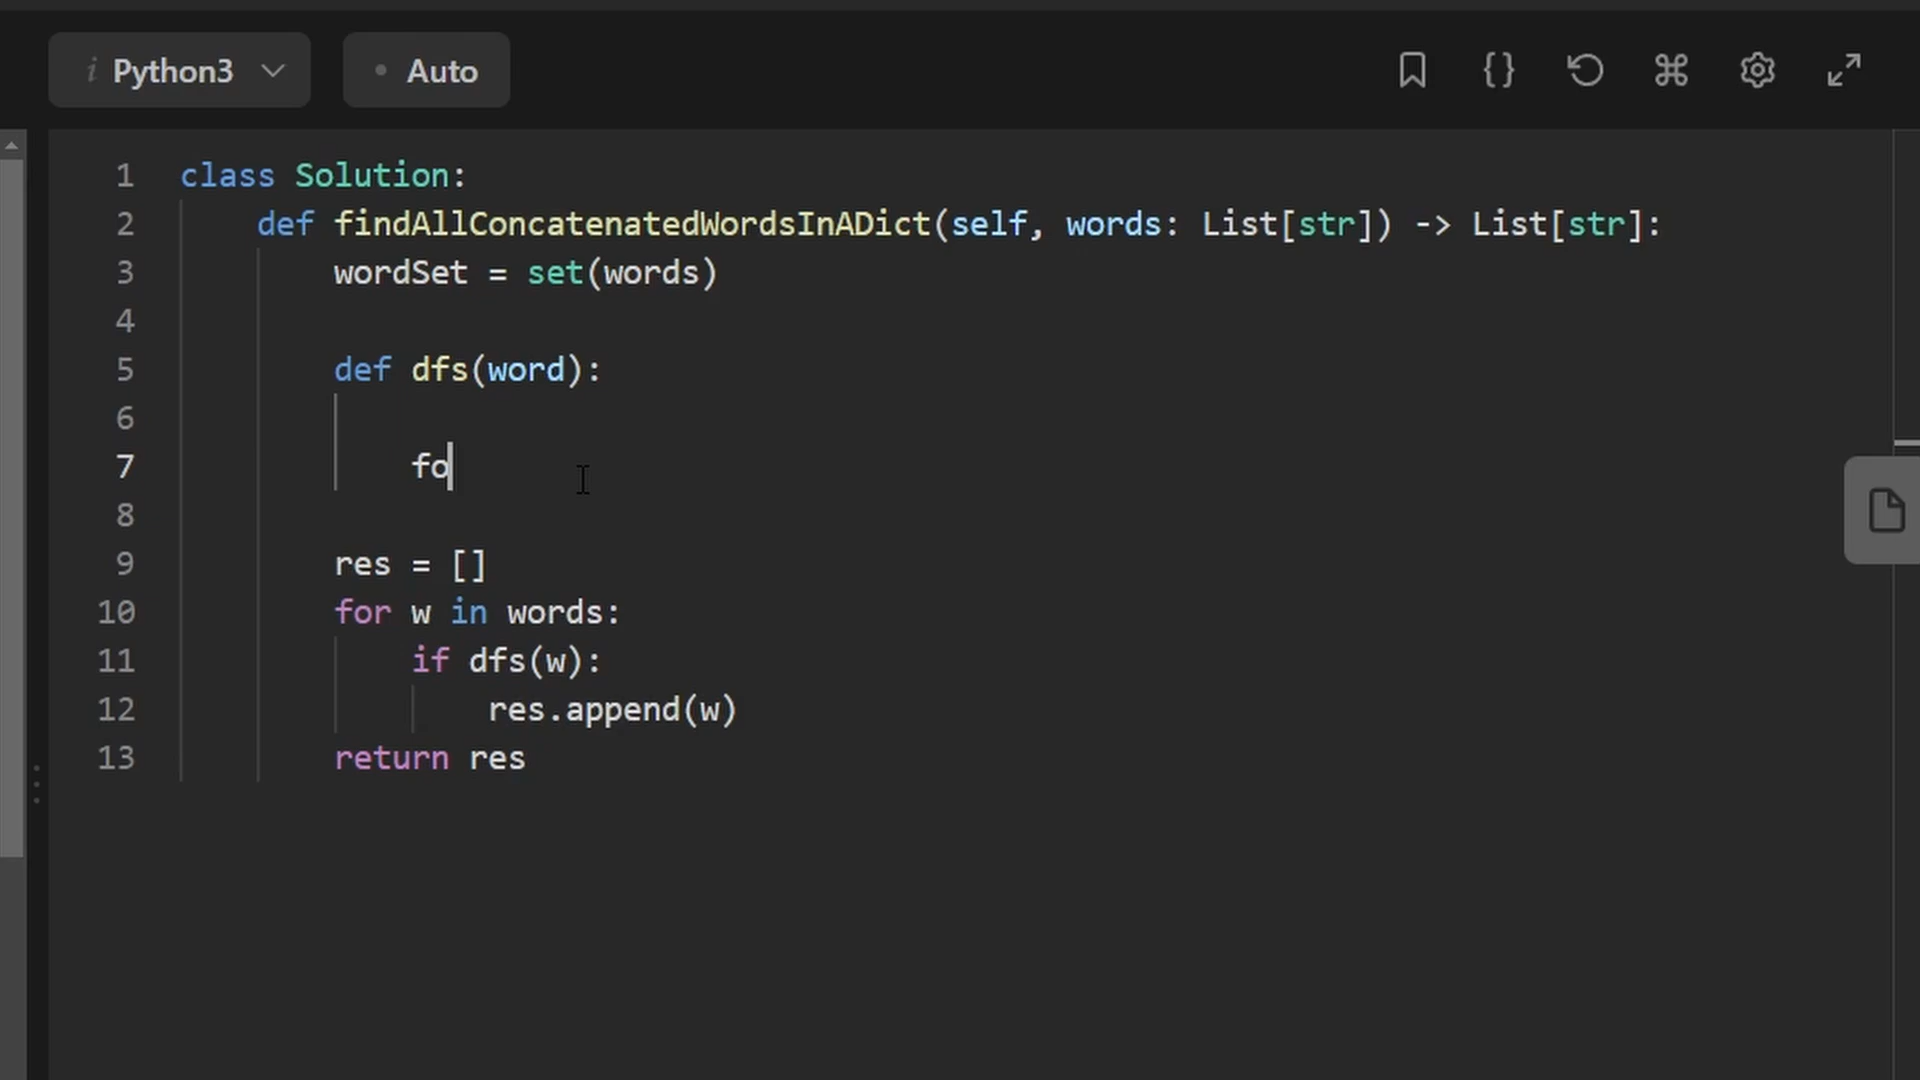 i Python3
Auto
1 class Solution:
2 def findAllConcatenatedWordsInADict(self, words: List[str]) -> List[str]:
3 wordSet = set(words)
4
5 def dfs(word):
6
7 fo
8
9 res = []
10 for w in words:
11 if dfs(w):
12 res.append(w)
13 return res